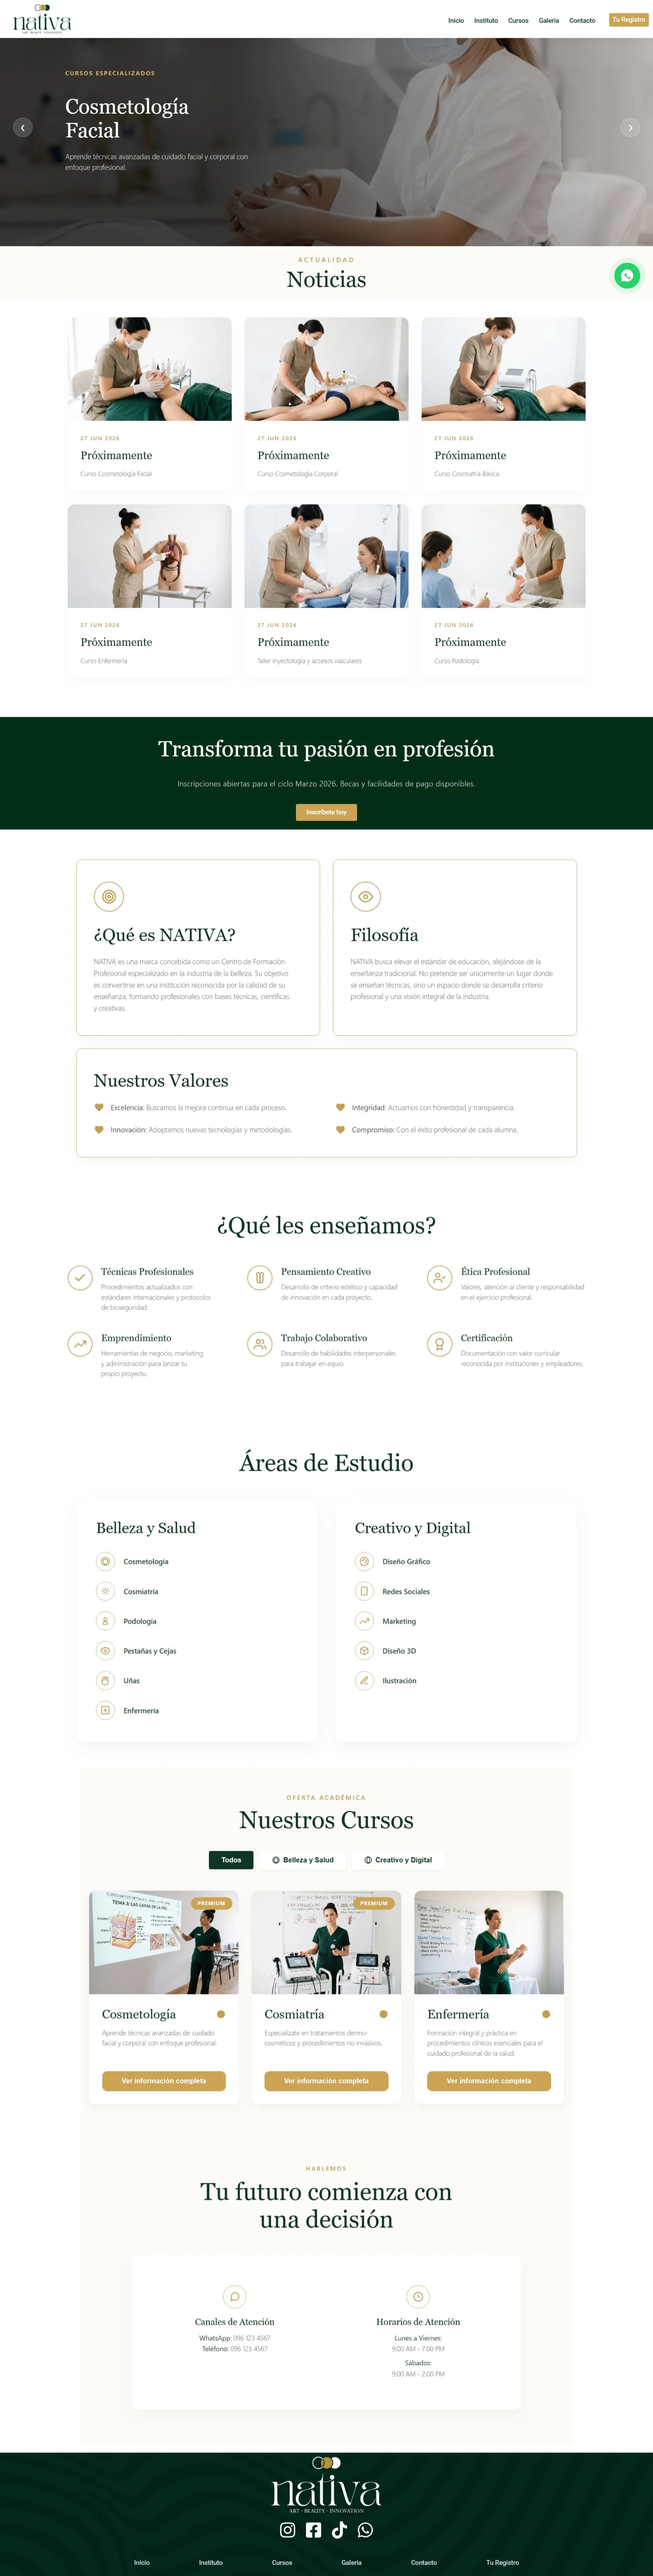 nativa
ART · BEAUTY · INNOVATION
Inicio
Instituto
Cursos
Galeria
Contacto
Tu Registro
CURSOS ESPECIALIZADOS
Cosmetología
Facial
Aprende técnicas avanzadas de cuidado facial y corporal con
enfoque profesional.
ACTUALIDAD
Noticias
27 JUN 2026
Próximamente
Curso Cosmetología Facial
27 JUN 2026
Próximamente
Curso Cosmetología Corporal
27 JUN 2026
Próximamente
Curso Cosmiatría Básica
27 JUN 2026
Próximamente
Curso Enfermería
27 JUN 2026
Próximamente
Taller Inyectología y accesos vasculares
27 JUN 2026
Próximamente
Curso Podología
Transforma tu pasión en profesión
Inscripciones abiertas para el ciclo Marzo 2026. Becas y facilidades de pago disponibles.
Inscríbete hoy
¿Qué es NATIVA?
NATIVA es una marca concebida como un Centro de Formación
Profesional especializado en la industria de la belleza. Su objetivo
es convertirse en una institución reconocida por la calidad de su
enseñanza, formando profesionales con bases técnicas, científicas
y creativas.
Filosofía
NATIVA busca elevar el estándar de educación, alejándose de la
enseñanza tradicional. No pretende ser únicamente un lugar donde
se enseñan técnicas, sino un espacio donde se desarrolla criterio
profesional y una visión integral de la industria.
Nuestros Valores
Excelencia: Buscamos la mejora continua en cada proceso.
Integridad: Actuamos con honestidad y transparencia.
Innovación: Adoptamos nuevas tecnologías y metodologías.
Compromiso: Con el éxito profesional de cada alumna.
¿Qué les enseñamos?
Técnicas Profesionales
Procedimientos actualizados con
estándares internacionales y protocolos
de bioseguridad.
Pensamiento Creativo
Desarrollo de criterio estético y capacidad
de innovación en cada proyecto.
Ética Profesional
Valores, atención al cliente y responsabilidad
en el ejercicio profesional.
Emprendimiento
Herramientas de negocio, marketing
y administración para lanzar tu
propio proyecto.
Trabajo Colaborativo
Desarrollo de habilidades interpersonales
para trabajar en equio.
Certificación
Documentación con valor curricular
reconocida por instituciones y empleadores.
Áreas de Estudio
Belleza y Salud
Cosmetología
Cosmiatría
Podología
Pestañas y Cejas
Uñas
Enfermería
Creativo y Digital
Diseño Gráfico
Redes Sociales
Marketing
Diseño 3D
Ilustración
OFERTA ACADÉMICA
Nuestros Cursos
Todos
Belleza y Salud
Creativo y Digital
TEMA 3: LAS CAPAS DE LA PIEL
PREMIUM
Cosmetología
Aprende técnicas avanzadas de cuidado
facial y corporal con enfoque profesional.
Ver información completa
PREMIUM
Cosmiatría
Especialízate en tratamientos dermo-
cosméticos y procedimientos no invasivos.
Ver información completa
Enfermería
Formación integral y práctica en
procedimientos clínicos esenciales para el
cuidado profesional de la salud.
Ver información completa
HABLEMOS
Tu futuro comienza con
una decisión
Canales de Atención
WhatsApp: 096 123 4567
Teléfono: 096 123 4567
Horarios de Atención
Lunes a Viernes:
9:00 AM - 7:00 PM
Sábados:
9:00 AM - 2:00 PM
nativa
ART · BEAUTY · INNOVATION
Inicio
Instituto
Cursos
Galeria
Contacto
Tu Registro